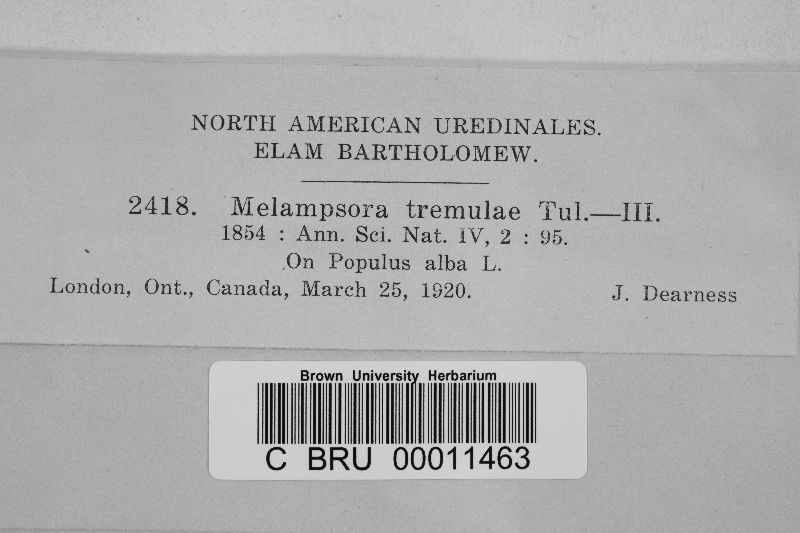 NORTH AMERICAN UREDINALES.
ELAM BARTHOLOMEW.
2418. Melampsora tremulae Tul.—III.
1854 : Ann. Sci. Nat. IV, 2 : 95.
On Populus alba L.
London, Ont., Canada, March 25, 1920. J. Dearness
Brown University Herbarium
C BRU 00011463